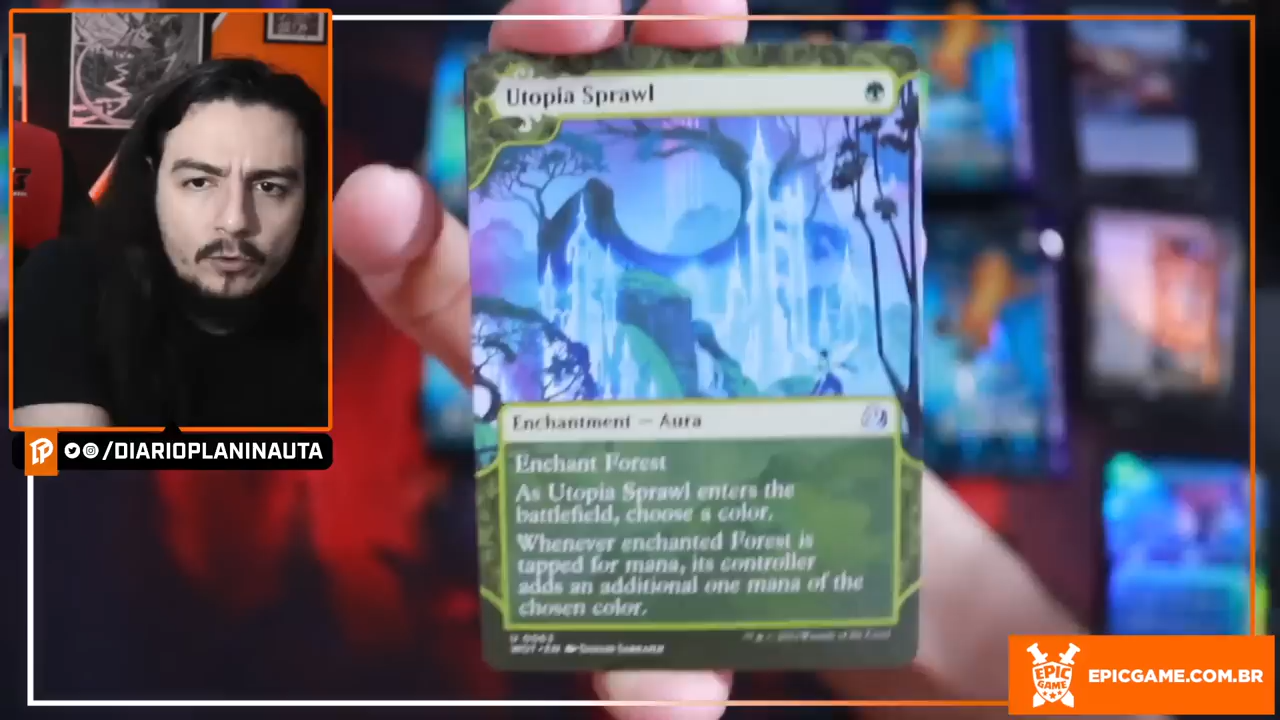 Utopia Sprawl
Enchantment — Aura
Enchant Forest
As Utopia Sprawl enters the
battlefield, choose a color.
Whenever enchanted Forest is
tapped for mana, its controller
adds an additional one mana of the
chosen color.
WOT • EN
/DIARIOPLANINAUTA
EPIC
GAME
EPICGAME.COM.BR